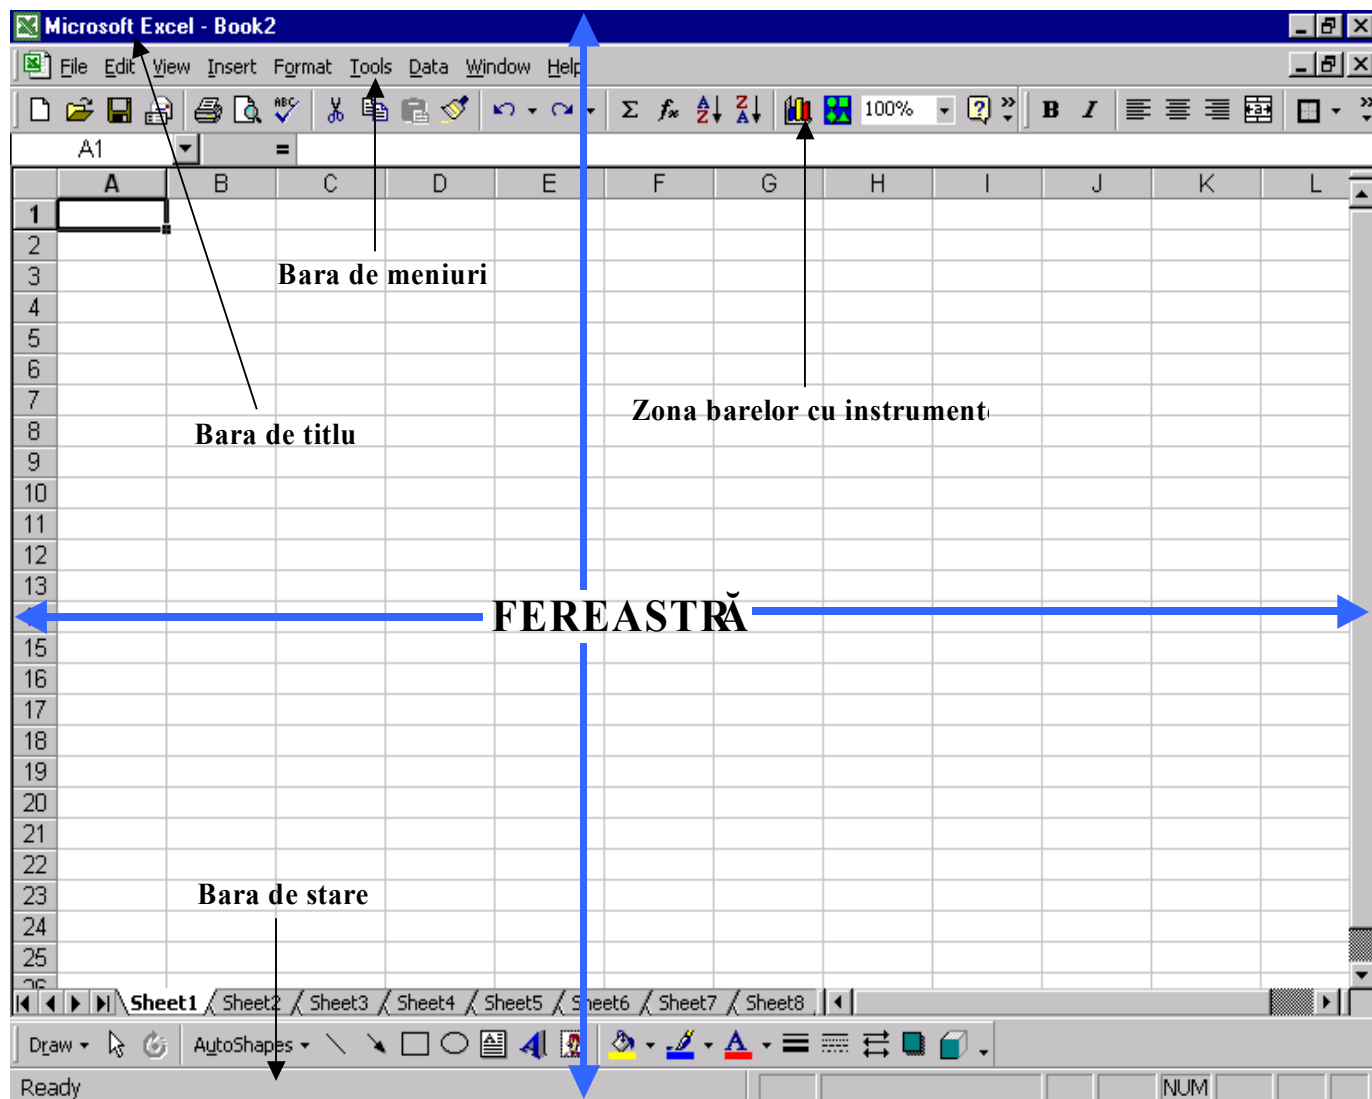 Microsoft Excel - Book2
File Edit View Insert Format Tools Data Window Help
ABC Σ fx A Z Z A 100% ? B I
A1 =
A B C D E F G H I J K L
1
2
3
Bara de meniuri
4
5
6
7
Zona barelor cu instrument
8
Bara de titlu
9
10
11
12
13
FEREASTRĂ
15
16
17
18
19
20
21
22
23
Bara de stare
24
25
26
Sheet1 Sheet2 Sheet3 Sheet4 Sheet5 Sheet6 Sheet7 Sheet8
Draw AutoShapes A A A
Ready NUM